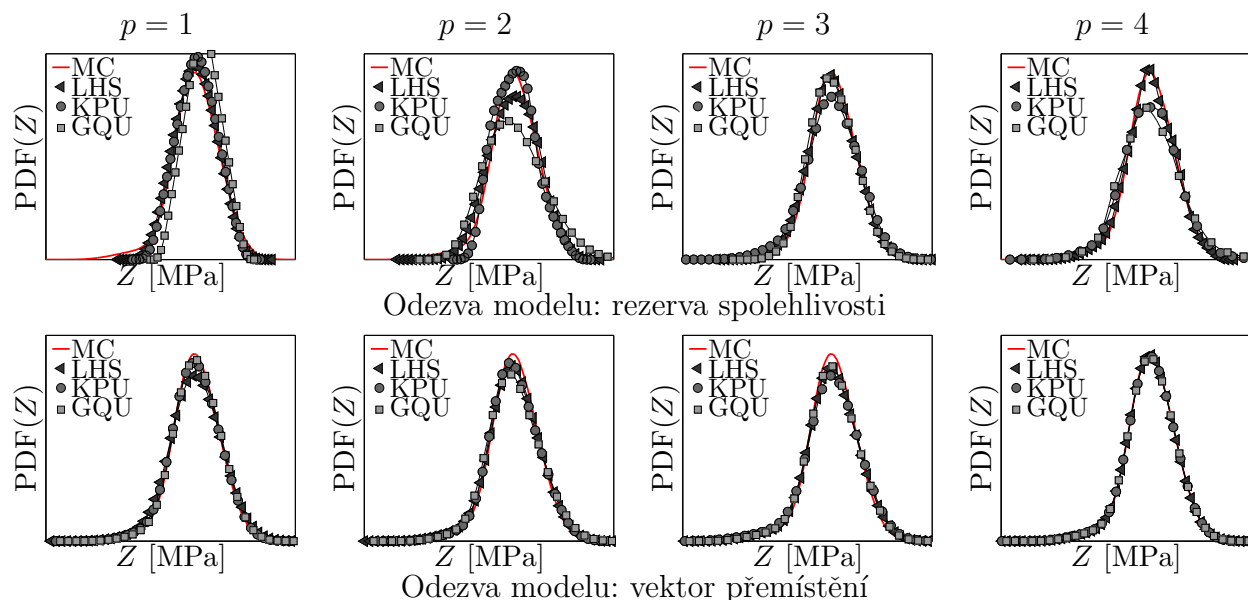 p = 1
p = 2
p = 3
p = 4
PDF(Z)
MC
LHS
KPU
GQU
Z [MPa]
PDF(Z)
MC
LHS
KPU
GQU
Z [MPa]
PDF(Z)
MC
LHS
KPU
GQU
Z [MPa]
PDF(Z)
MC
LHS
KPU
GQU
Z [MPa]
Odezva modelu: rezerva spolehlivosti
PDF(Z)
MC
LHS
KPU
GQU
Z [MPa]
PDF(Z)
MC
LHS
KPU
GQU
Z [MPa]
PDF(Z)
MC
LHS
KPU
GQU
Z [MPa]
PDF(Z)
MC
LHS
KPU
GQU
Z [MPa]
Odezva modelu: vektor přemístění